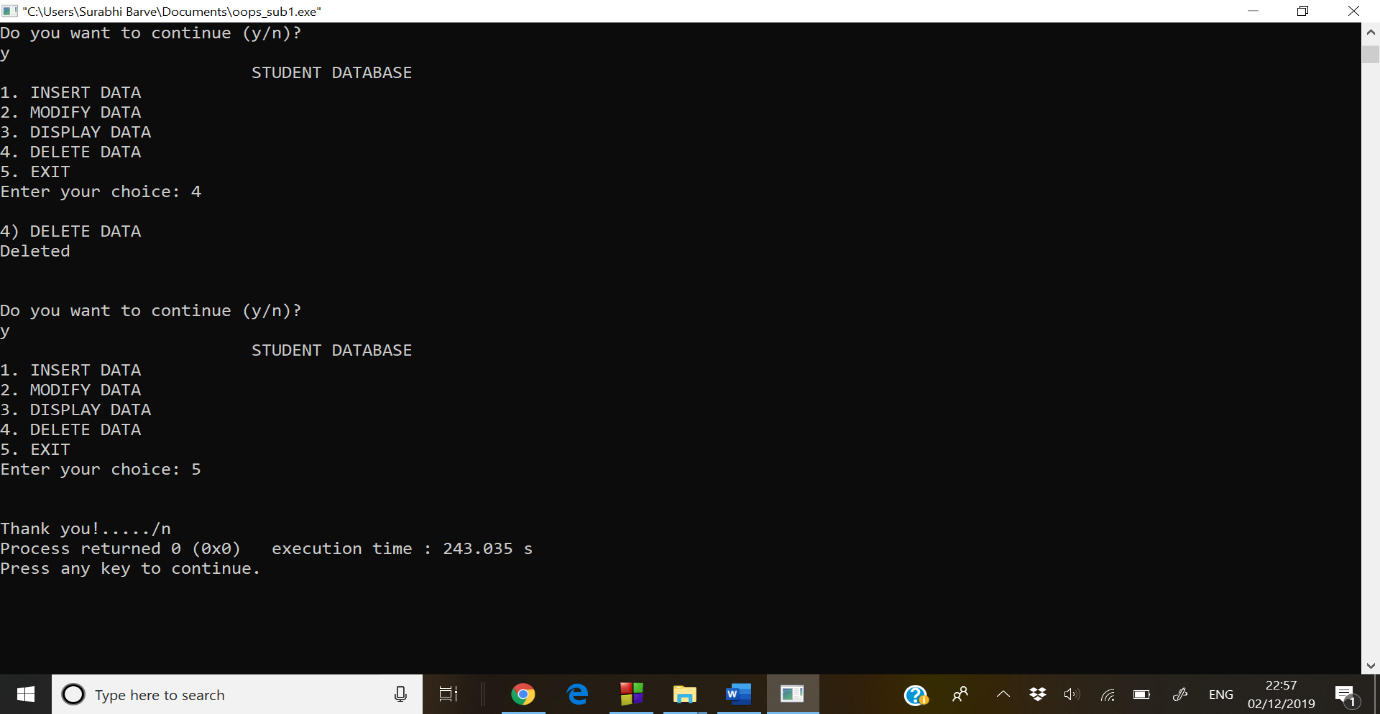 "C:\Users\Surabhi Barve\Documents\oops_sub1.exe"
Do you want to continue (y/n)?
y
STUDENT DATABASE
1. INSERT DATA
2. MODIFY DATA
3. DISPLAY DATA
4. DELETE DATA
5. EXIT
Enter your choice: 4
4) DELETE DATA
Deleted
Do you want to continue (y/n)?
y
STUDENT DATABASE
1. INSERT DATA
2. MODIFY DATA
3. DISPLAY DATA
4. DELETE DATA
5. EXIT
Enter your choice: 5
Thank you!...../n
Process returned 0 (0x0)   execution time : 243.035 s
Press any key to continue.
Type here to search
ENG
22:57
02/12/2019
1